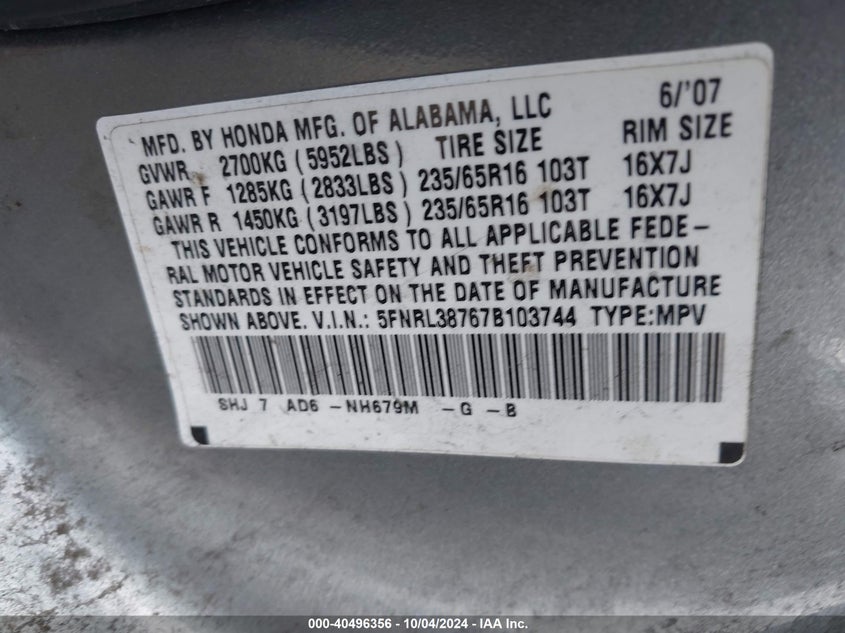 6/'07
MFD. BY HONDA MFG. OF ALABAMA, LLC
GVWR 2700KG (5952LBS) TIRE SIZE RIM SIZE
GAWR F 1285KG (2833LBS) 235/65R16 103T 16X7J
GAWR R 1450KG (3197LBS) 235/65R16 103T 16X7J
THIS VEHICLE CONFORMS TO ALL APPLICABLE FEDE-
RAL MOTOR VEHICLE SAFETY AND THEFT PREVENTION
STANDARDS IN EFFECT ON THE DATE OF MANUFACTURE
SHOWN ABOVE. V.I.N.: 5FNRL38767B103744 TYPE:MPV
SHJ 7 AD6 -NH679M -G -B
000-40496356 - 10/04/2024 - IAA Holdings, LLC.